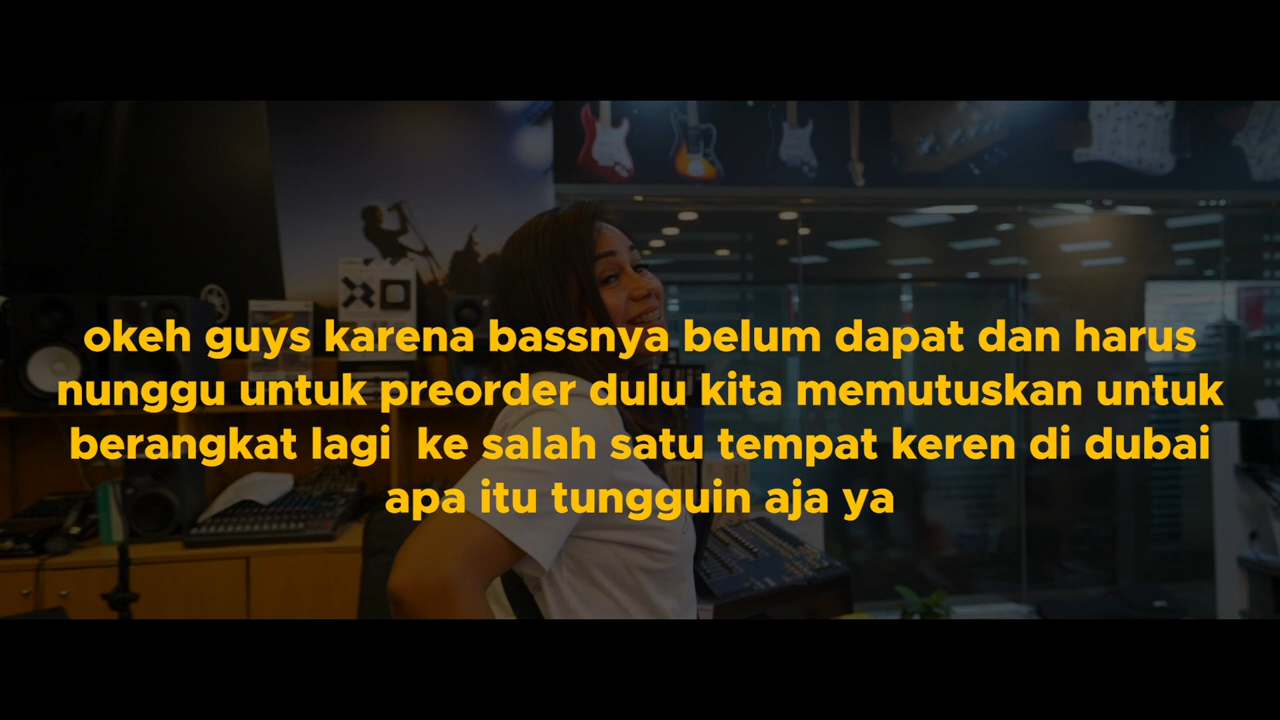 okeh guys karena bassnya belum dapat dan harus
nunggu untuk preorder dulu kita memutuskan untuk
berangkat lagi  ke salah satu tempat keren di dubai
apa itu tungguin aja ya